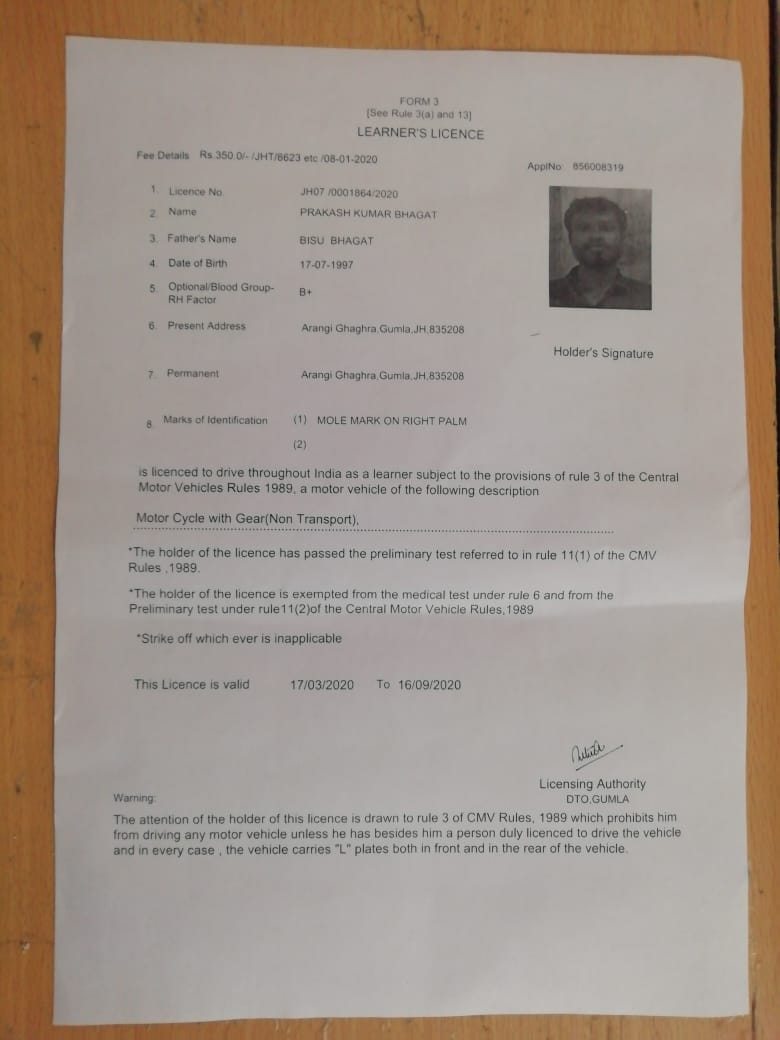 FORM 3
[See Rule 3(a) and 13]
LEARNER'S LICENCE
Fee Details Rs.350.0/- /JHT/8623 etc /08-01-2020
ApplNo: 856008319
1. Licence No. JH07 /0001864/2020
2. Name PRAKASH KUMAR BHAGAT
3. Father's Name BISU BHAGAT
4. Date of Birth 17-07-1997
5. Optional/Blood Group- B+
RH Factor
6. Present Address Arangi Ghaghra,Gumla,JH,835208
Holder's Signature
7. Permanent Arangi Ghaghra,Gumla,JH,835208
8. Marks of Identification (1) MOLE MARK ON RIGHT PALM
(2)
is licenced to drive throughout India as a learner subject to the provisions of rule 3 of the Central
Motor Vehicles Rules 1989, a motor vehicle of the following description
Motor Cycle with Gear(Non Transport),
*The holder of the licence has passed the preliminary test referred to in rule 11(1) of the CMV
Rules ,1989.
*The holder of the licence is exempted from the medical test under rule 6 and from the
Preliminary test under rule11(2)of the Central Motor Vehicle Rules,1989
*Strike off which ever is inapplicable
This Licence is valid 17/03/2020 To 16/09/2020
Licensing Authority
DTO,GUMLA
Warning:
The attention of the holder of this licence is drawn to rule 3 of CMV Rules, 1989 which prohibits him
from driving any motor vehicle unless he has besides him a person duly licenced to drive the vehicle
and in every case , the vehicle carries "L" plates both in front and in the rear of the vehicle.